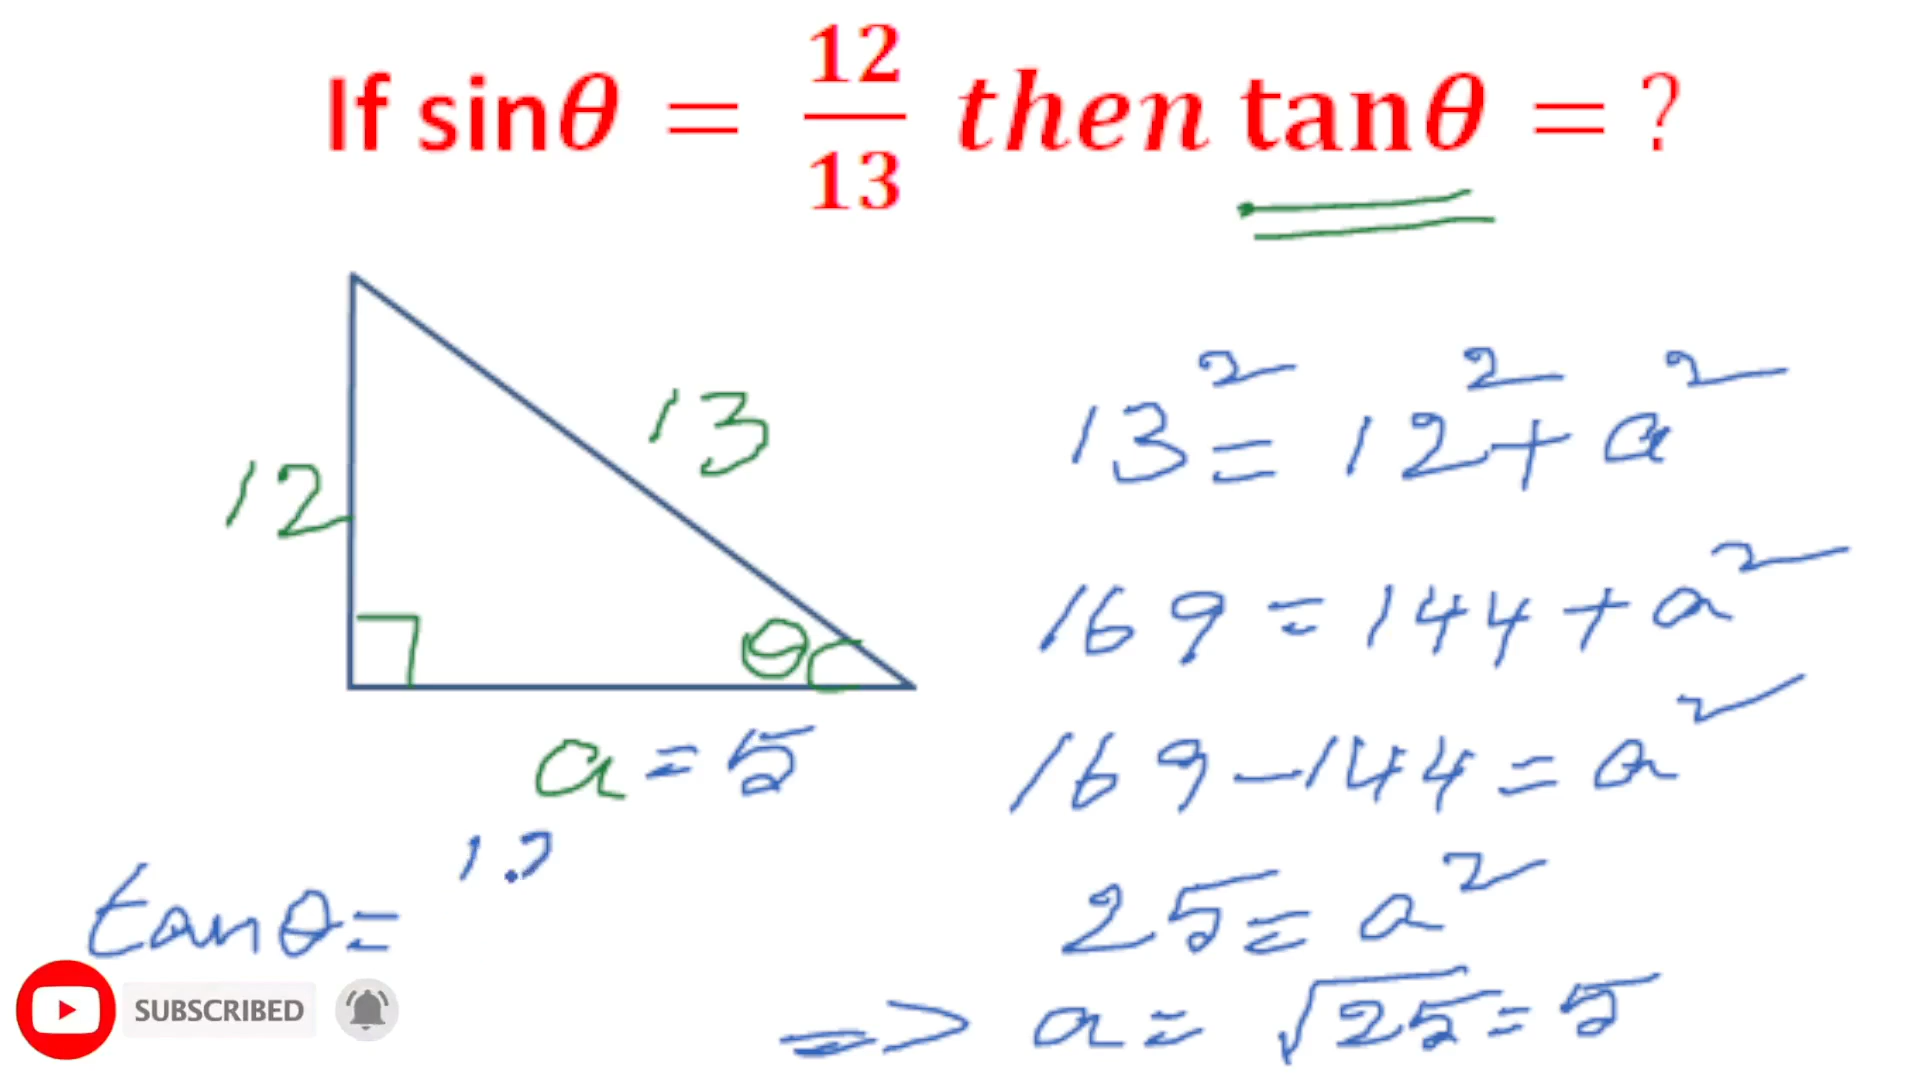 If sinθ = 12/13 then tanθ = ?
13² = 12² + a²
13
12
169 = 144 + a²
θ
a = 5
169 - 144 = a²
tanθ =
25 = a²
SUBSCRIBED
=> a = √25 = 5